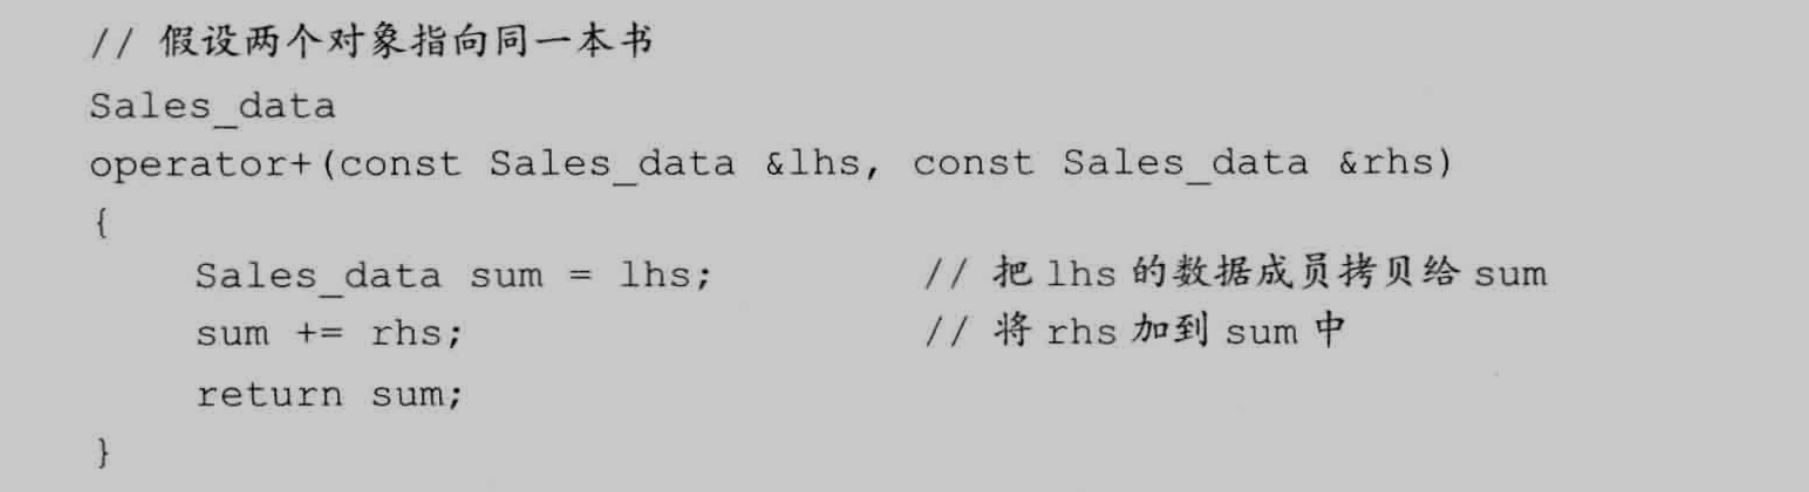 // 假设两个对象指向同一本书
Sales_data
operator+(const Sales_data &lhs, const Sales_data &rhs)
{
    Sales_data sum = lhs;          // 把 lhs 的数据成员拷贝给 sum
    sum += rhs;                    // 将 rhs 加到 sum 中
    return sum;
}